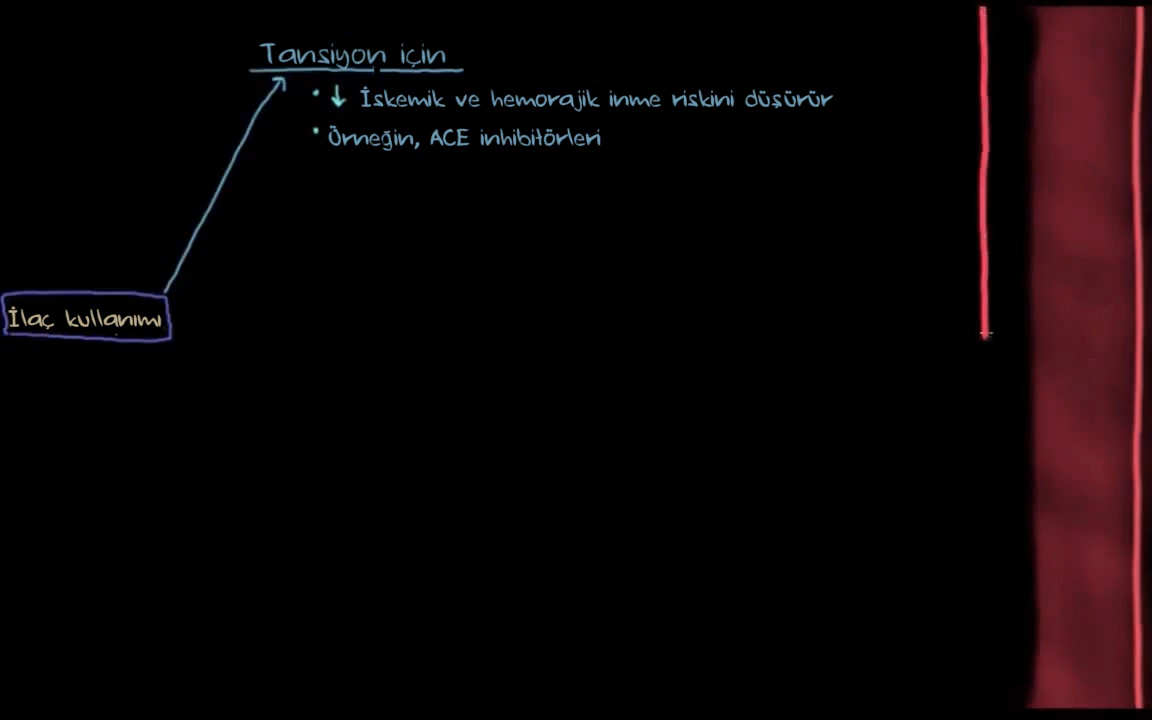 Tansiyon için
• ↓ İskemik ve hemorajik inme riskini düşürür
• Örneğin, ACE inhibitörleri
İlaç kullanımı